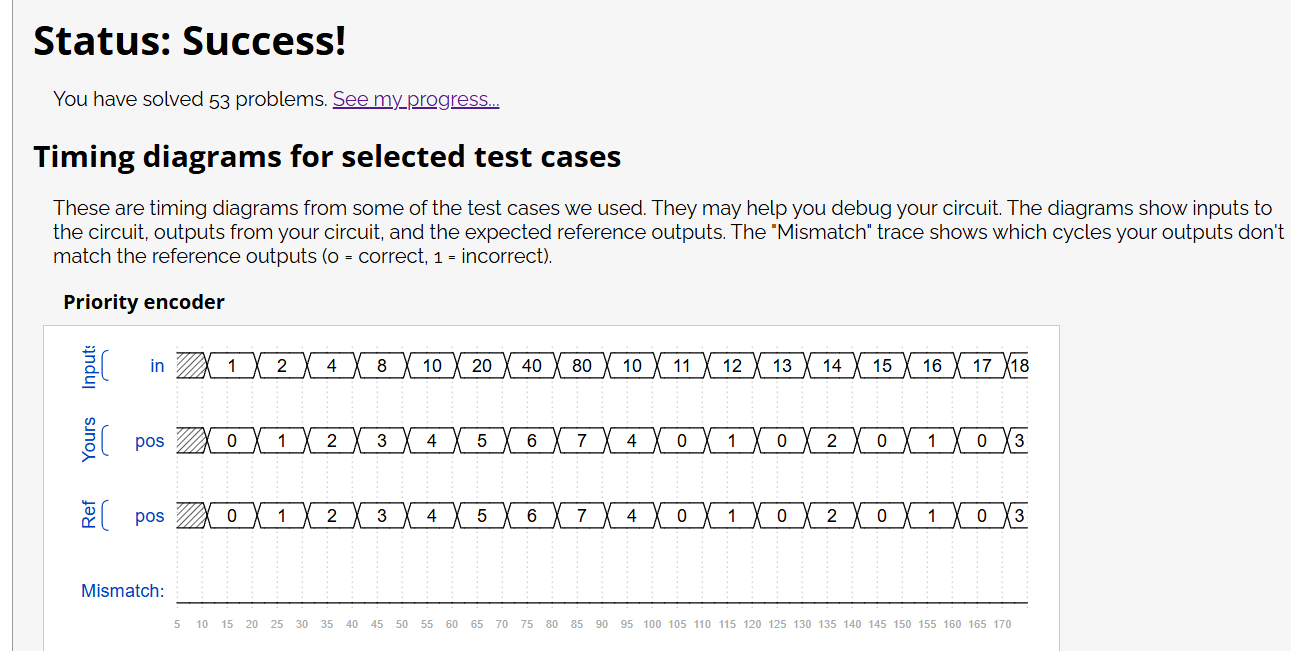 Status: Success!
You have solved 53 problems. See my progress...
Timing diagrams for selected test cases
These are timing diagrams from some of the test cases we used. They may help you debug your circuit. The diagrams show inputs to
the circuit, outputs from your circuit, and the expected reference outputs. The "Mismatch" trace shows which cycles your outputs don't
match the reference outputs (0 = correct, 1 = incorrect).
Priority encoder
Inputs in 1 2 4 8 10 20 40 80 10 11 12 13 14 15 16 17 18
Yours pos 0 1 2 3 4 5 6 7 4 0 1 0 2 0 1 0 3
Ref pos 0 1 2 3 4 5 6 7 4 0 1 0 2 0 1 0 3
Mismatch:
5 10 15 20 25 30 35 40 45 50 55 60 65 70 75 80 85 90 95 100 105 110 115 120 125 130 135 140 145 150 155 160 165 170